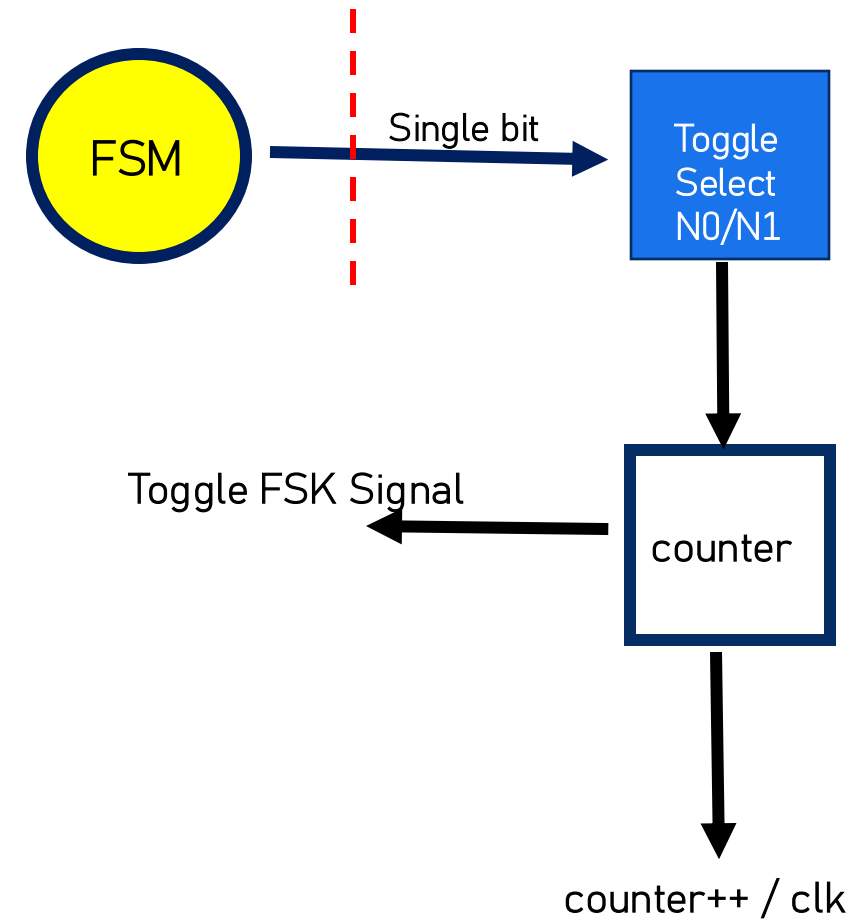 FSM
Single bit
Toggle
Select
N0/N1
Toggle FSK Signal
counter
counter++ / clk